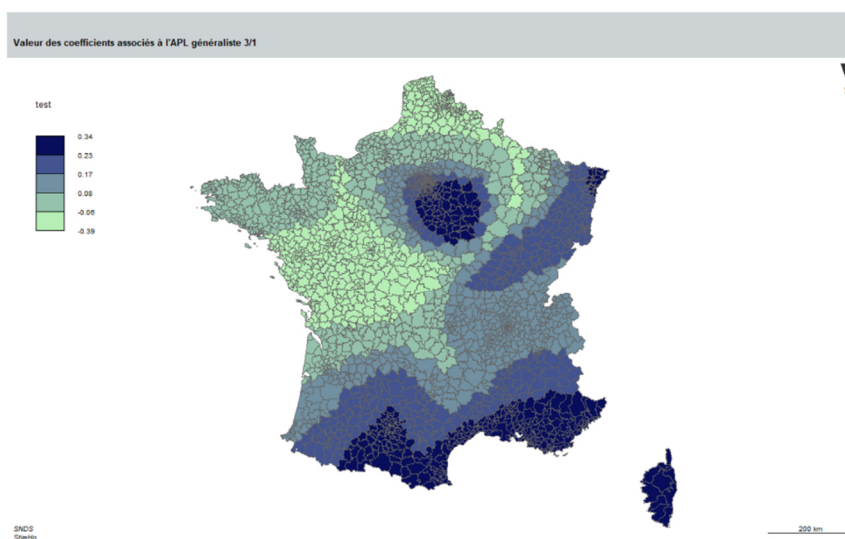 Valeur des coefficients associés à l'APL généraliste 3/1
test
0.34
0.23
0.17
0.08
-0.06
-0.39
SNDS
200 km